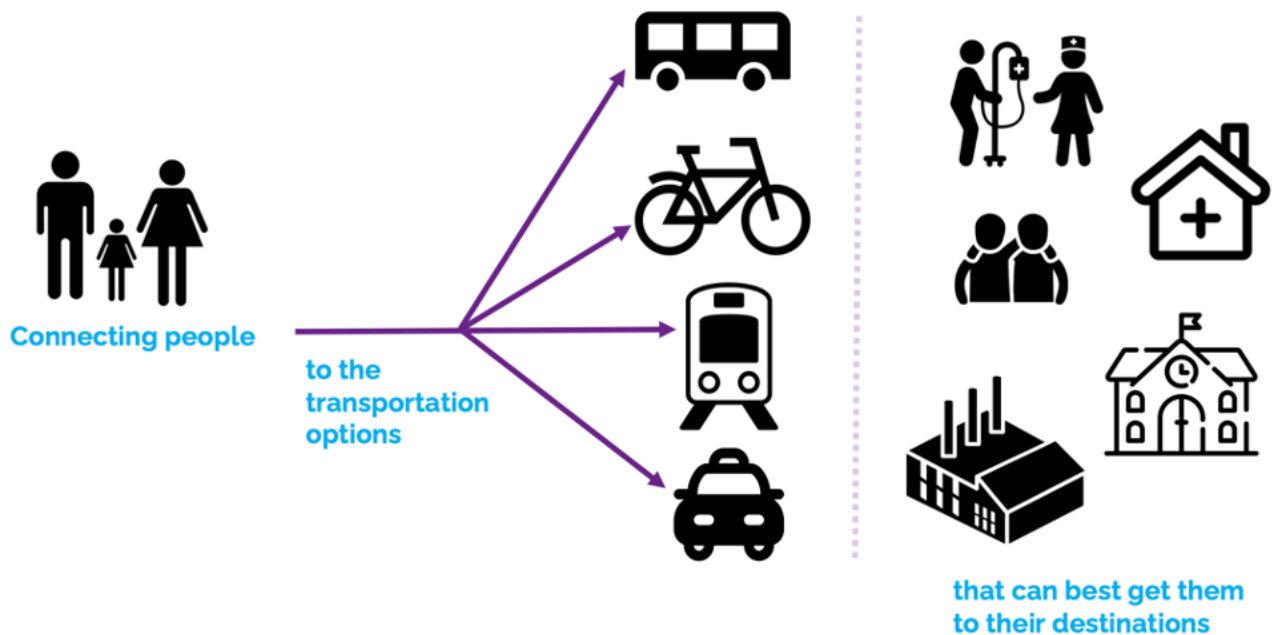 Connecting people
to the
transportation
options
that can best get them
to their destinations